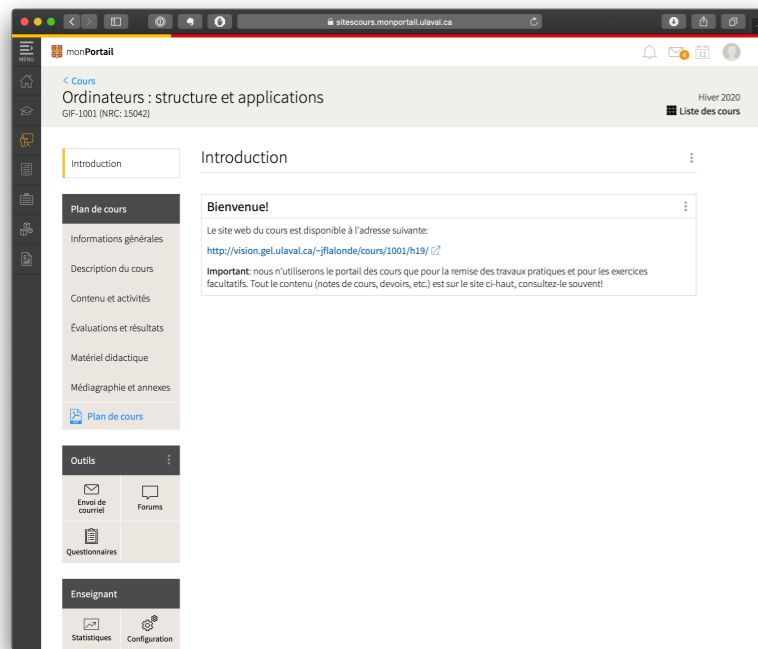 sitescours.monportail.ulaval.ca
MENU
monPortail
6
11
< Cours
Ordinateurs : structure et applications
GIF-1001 (NRC: 15042)
Hiver 2020
Liste des cours
Introduction
Plan de cours
Informations générales
Description du cours
Contenu et activités
Évaluations et résultats
Matériel didactique
Médiagraphie et annexes
PDF
Plan de cours
Outils
Envoi de
courriel
Forums
Questionnaires
Enseignant
Statistiques
Configuration
Introduction
Bienvenue!
Le site web du cours est disponible à l'adresse suivante:
http://vision.gel.ulaval.ca/~jflalonde/cours/1001/h19/
Important: nous n'utiliserons le portail des cours que pour la remise des travaux pratiques et pour les exercices
facultatifs. Tout le contenu (notes de cours, devoirs, etc.) est sur le site ci-haut, consultez-le souvent!